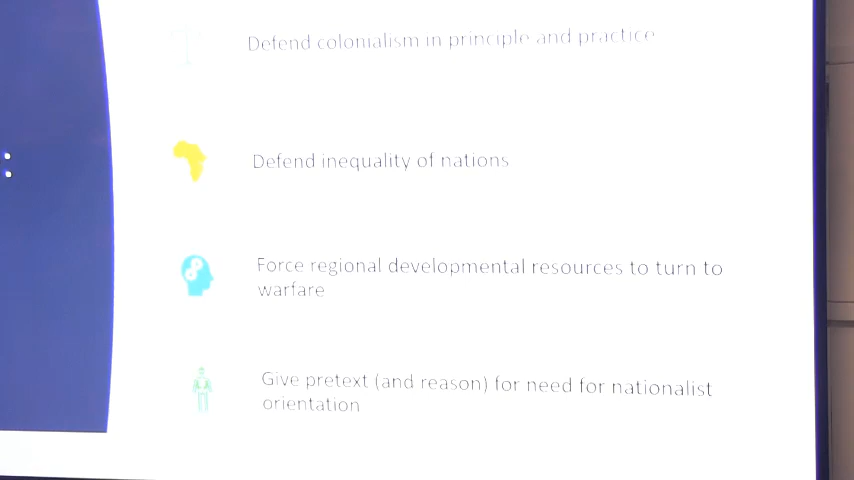 Defend colonialism in principle and practice
Defend inequality of nations
Force regional developmental resources to turn to
warfare
Give pretext (and reason) for need for nationalist
orientation